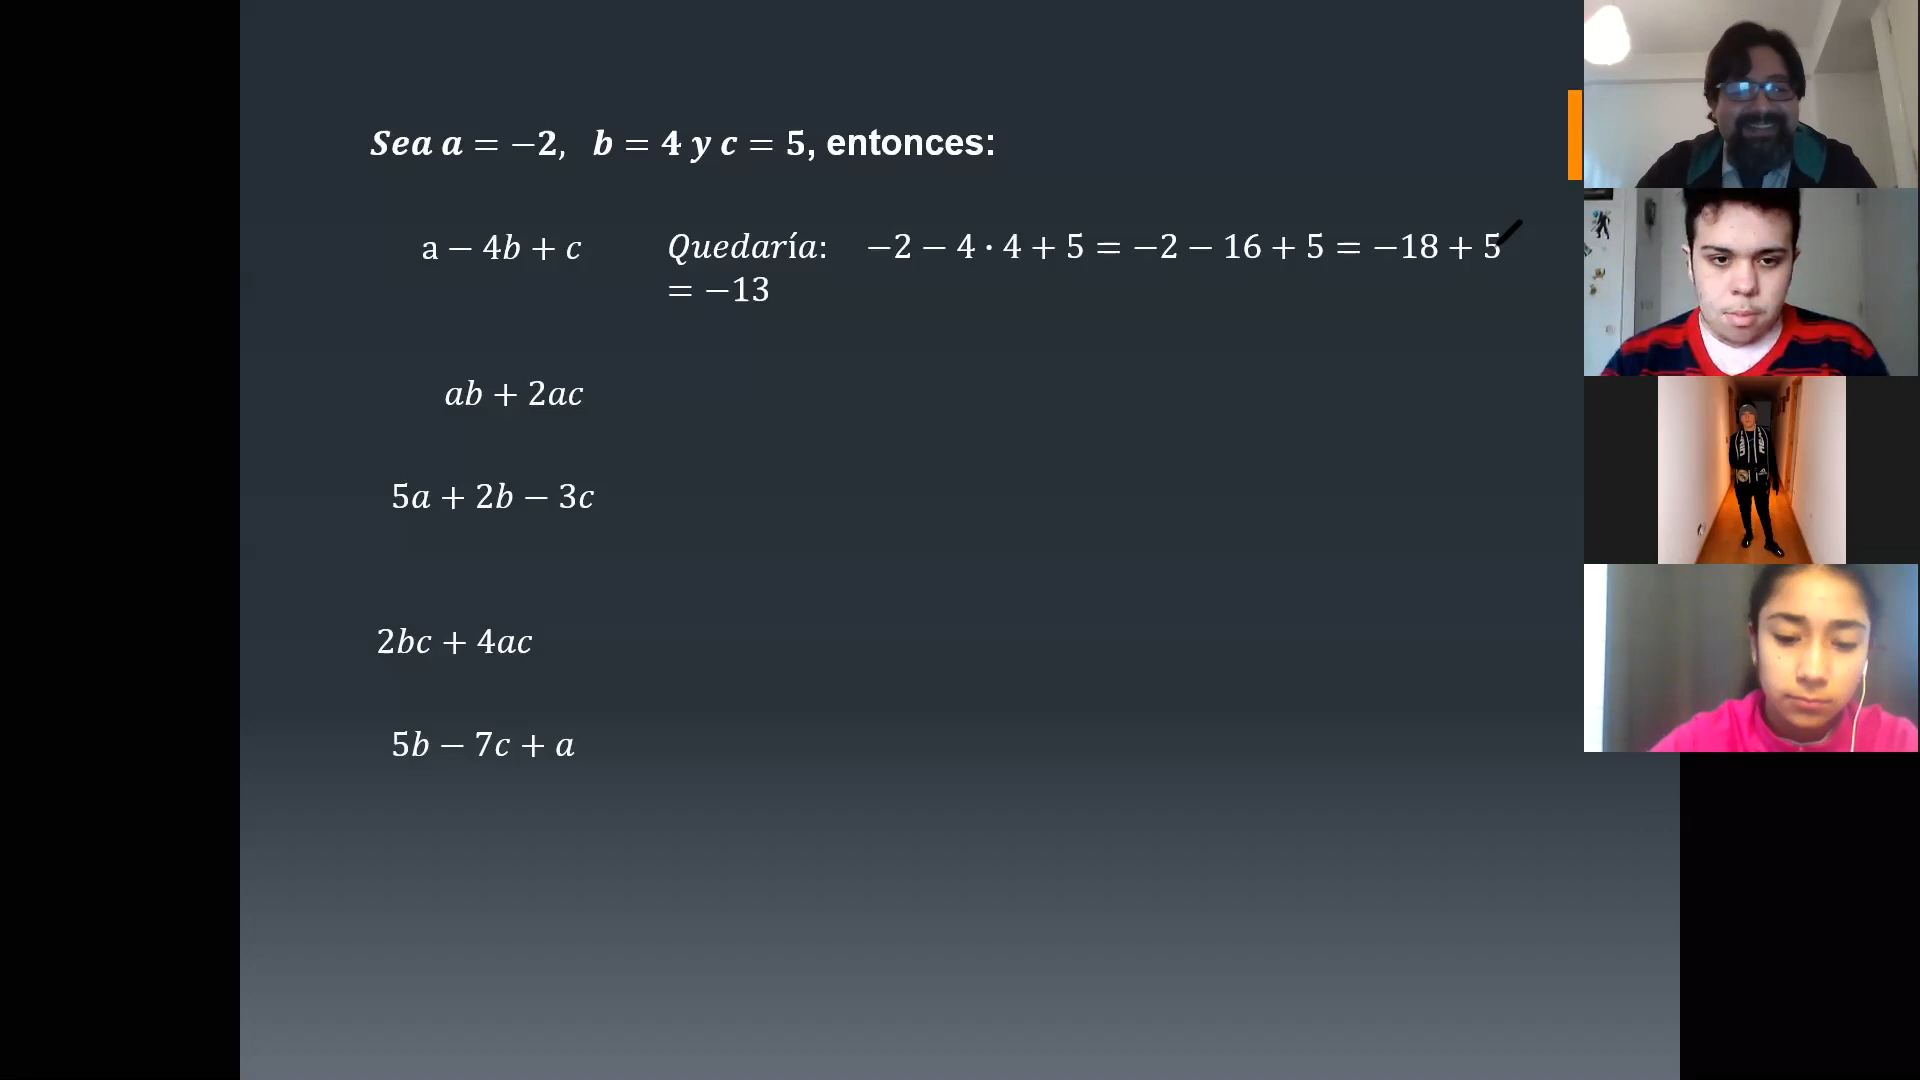 Sea a = −2, b = 4 y c = 5, entonces:
a − 4b + c Quedaría: −2 − 4 · 4 + 5 = −2 − 16 + 5 = −18 + 5
= −13
ab + 2ac
5a + 2b − 3c
2bc + 4ac
5b − 7c + a